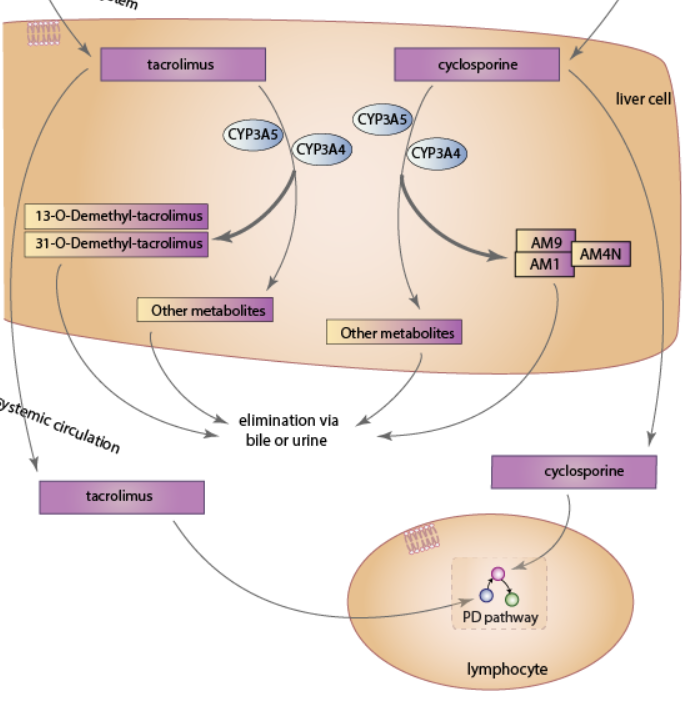 tacrolimus
cyclosporine
liver cell
CYP3A5
CYP3A4
CYP3A5
CYP3A4
13-O-Demethyl-tacrolimus
31-O-Demethyl-tacrolimus
AM9
AM1
AM4N
Other metabolites
Other metabolites
elimination via
bile or urine
systemic circulation
tacrolimus
cyclosporine
PD pathway
lymphocyte